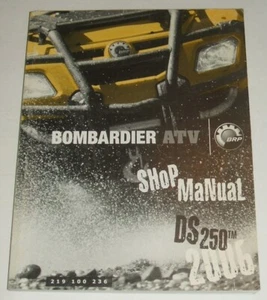 BOMBARDIER ATV
BRP
SHOP MANUAL
DS250™
2006
219 100 236